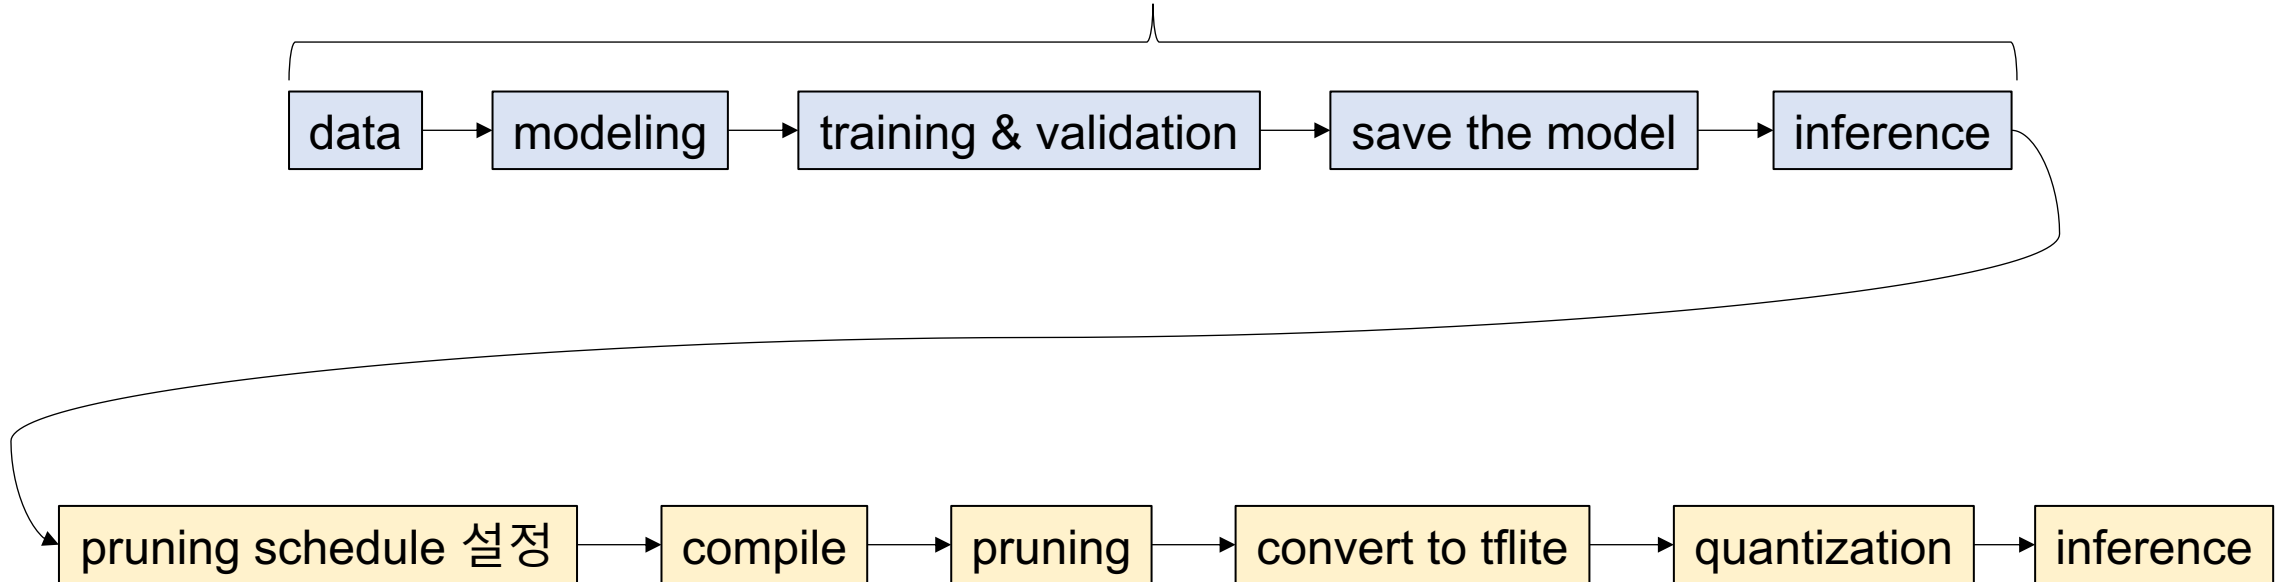 data
modeling
training & validation
save the model
inference
pruning schedule 설정
compile
pruning
convert to tflite
quantization
inference